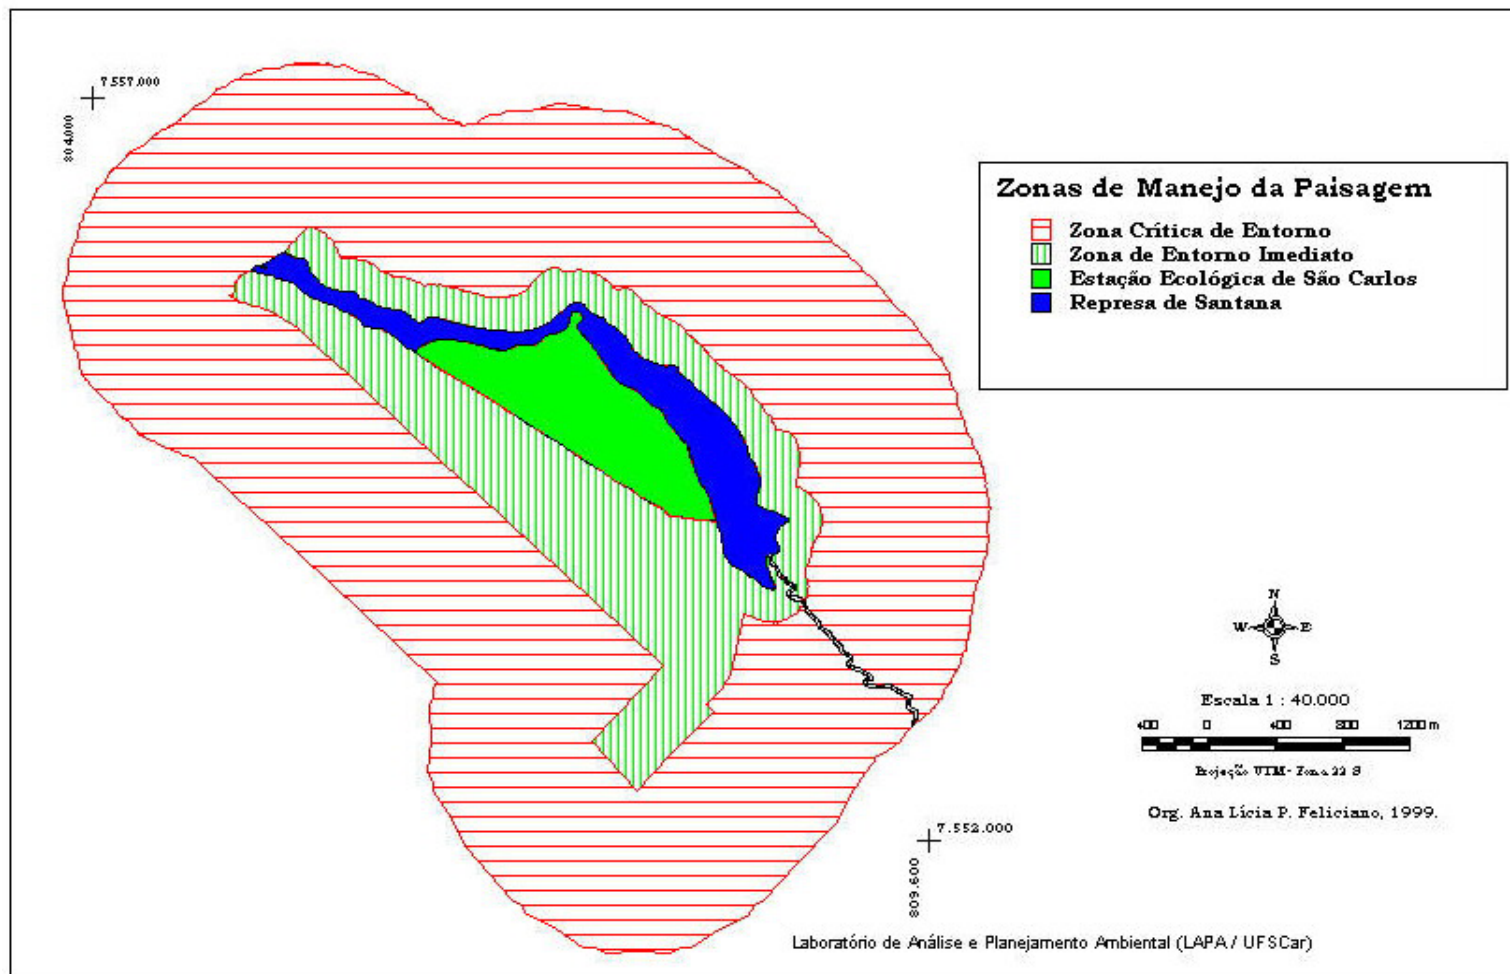 7.557.000
804.000
Zonas de Manejo da Paisagem
Zona Crítica de Entorno
Zona de Entorno Imediato
Estação Ecológica de São Carlos
Represa de Santana
N
W E
S
Escala 1 : 40.000
400 0 400 800 1200 m
Projeção UTM - Zona 22 S
Org. Ana Lícia P. Feliciano, 1999.
7.552.000
809.600
Laboratório de Análise e Planejamento Ambiental (LAPA / UFSCar)